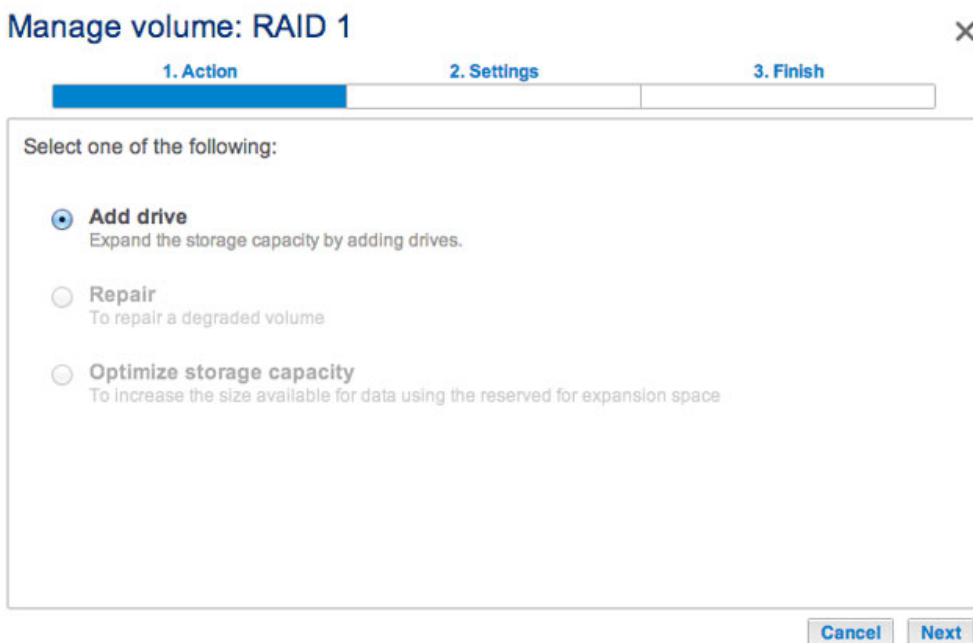 Manage volume: RAID 1
1. Action
2. Settings
3. Finish
Select one of the following:
Add drive
Expand the storage capacity by adding drives.
Repair
To repair a degraded volume
Optimize storage capacity
To increase the size available for data using the reserved for expansion space
Cancel
Next